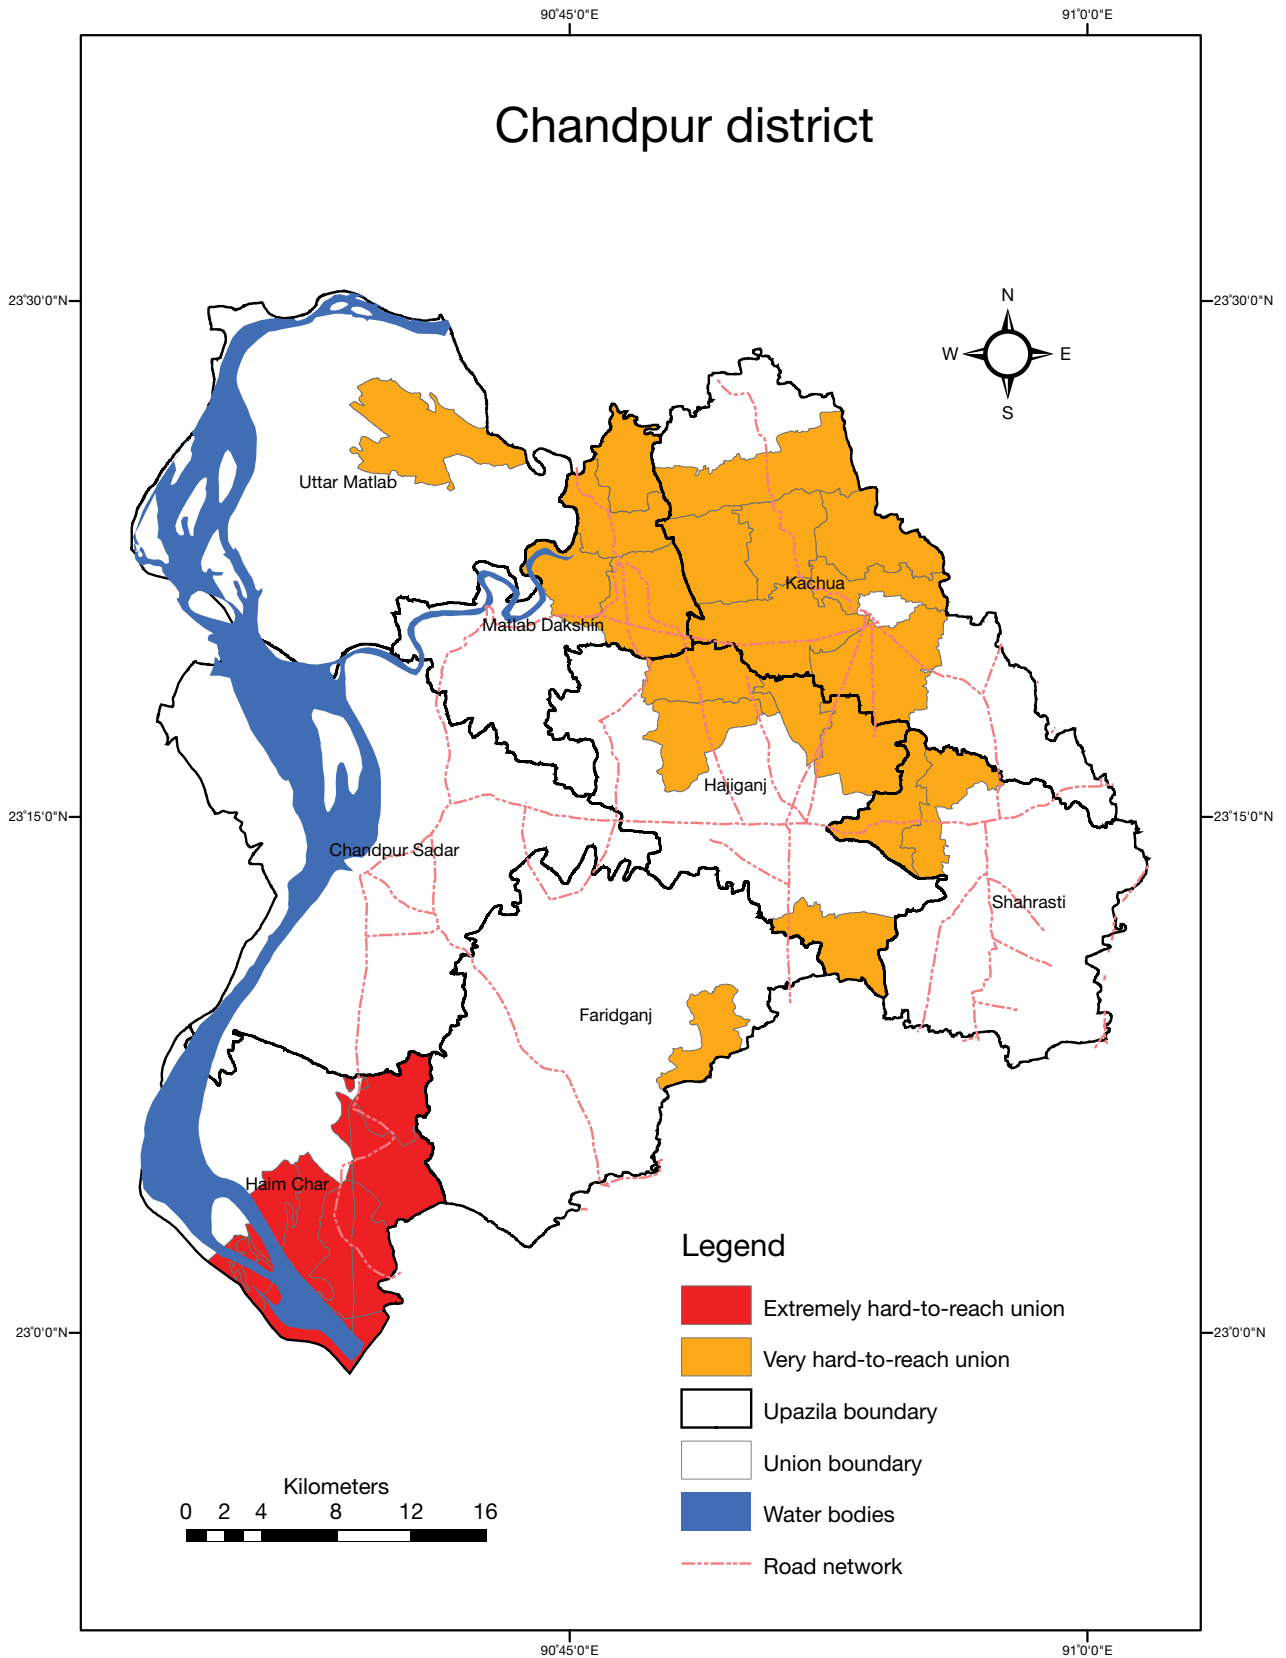 90°45'0"E
91°0'0"E
Chandpur district
23°30'0"N
23°30'0"N
N
W
E
S
Uttar Matlab
Kachua
Matlab Dakshin
Hajiganj
23°15'0"N
23°15'0"N
Chandpur Sadar
Shahrasti
Faridganj
Haim Char
Legend
Extremely hard-to-reach union
23°0'0"N
23°0'0"N
Very hard-to-reach union
Upazila boundary
Union boundary
Kilometers
0 2 4 8 12 16
Water bodies
Road network
90°45'0"E
91°0'0"E